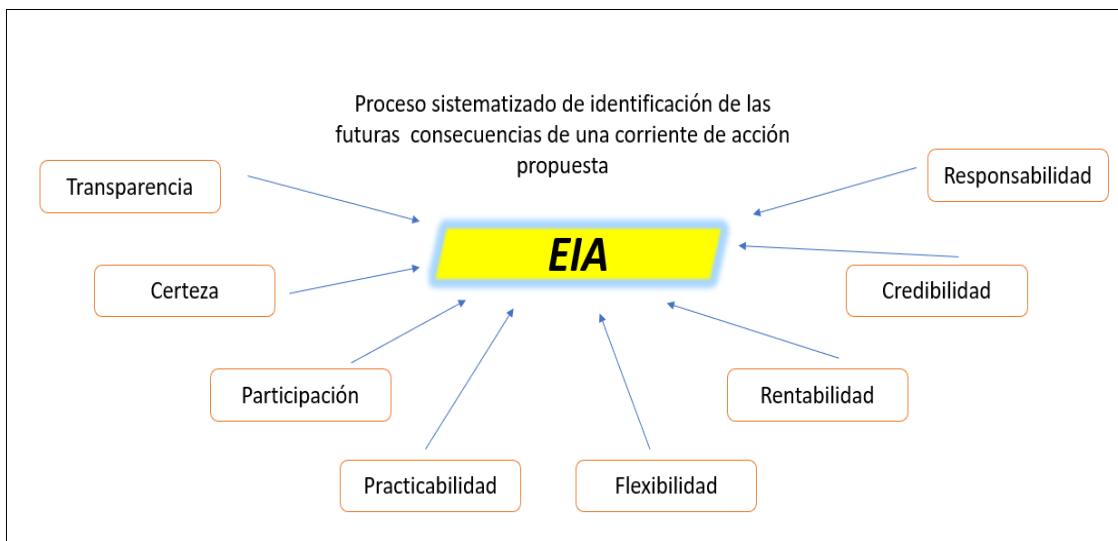 Proceso sistematizado de identificación de las
futuras consecuencias de una corriente de acción
propuesta
Transparencia
Responsabilidad
EIA
Certeza
Credibilidad
Participación
Rentabilidad
Practicabilidad
Flexibilidad